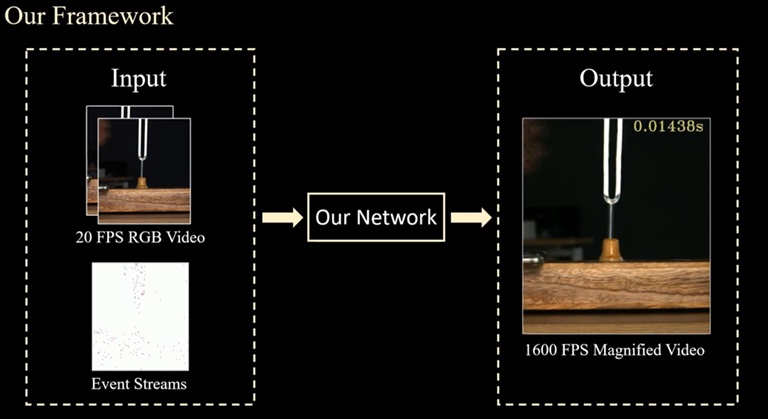 Our Framework
Input
20 FPS RGB Video
Event Streams
Our Network
Output
0.01438s
1600 FPS Magnified Video